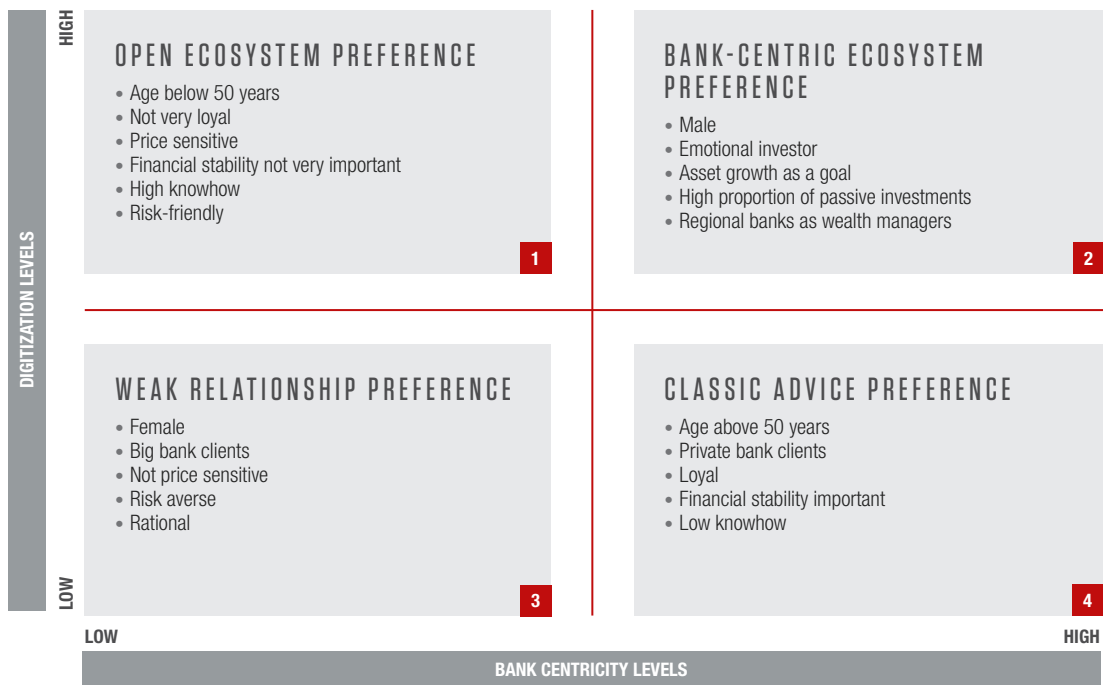 HIGH
OPEN ECOSYSTEM PREFERENCE
• Age below 50 years
• Not very loyal
• Price sensitive
• Financial stability not very important
• High knowhow
• Risk-friendly
1
BANK-CENTRIC ECOSYSTEM
PREFERENCE
• Male
• Emotional investor
• Asset growth as a goal
• High proportion of passive investments
• Regional banks as wealth managers
2
DIGITIZATION LEVELS
WEAK RELATIONSHIP PREFERENCE
• Female
• Big bank clients
• Not price sensitive
• Risk averse
• Rational
3
CLASSIC ADVICE PREFERENCE
• Age above 50 years
• Private bank clients
• Loyal
• Financial stability important
• Low knowhow
4
LOW
LOW
HIGH
BANK CENTRICITY LEVELS